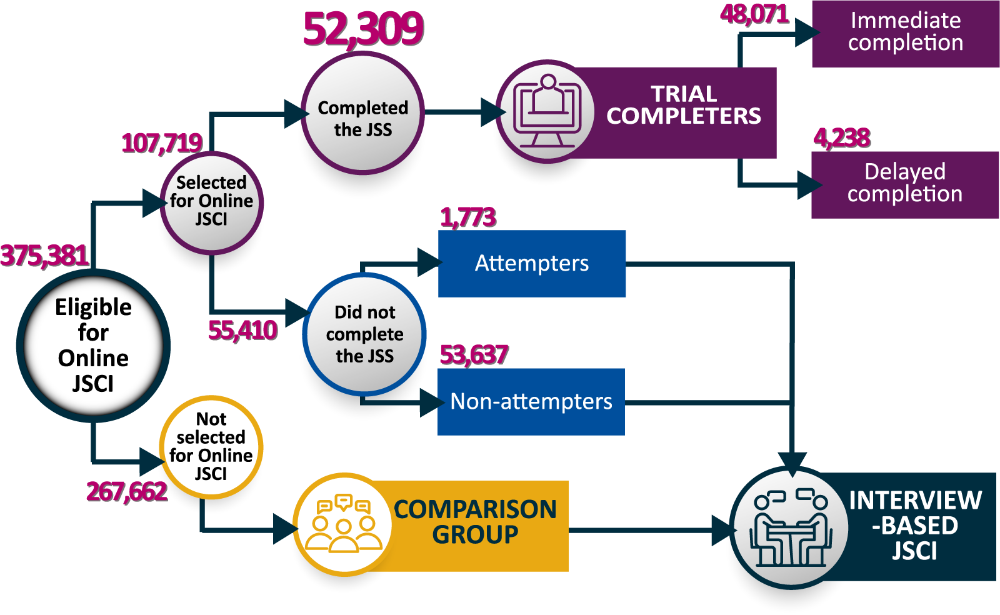 52,309
48,071
Immediate
completion
Completed
the JSS
TRIAL
COMPLETERS
107,719
4,238
Delayed
completion
Selected
for Online
JSCI
1,773
Attempters
375,381
Eligible
for
Online
JSCI
55,410
Did not
complete
the JSS
53,637
Non-attempters
Not
selected
for Online
JSCI
267,662
COMPARISON
GROUP
INTERVIEW
-BASED
JSCI